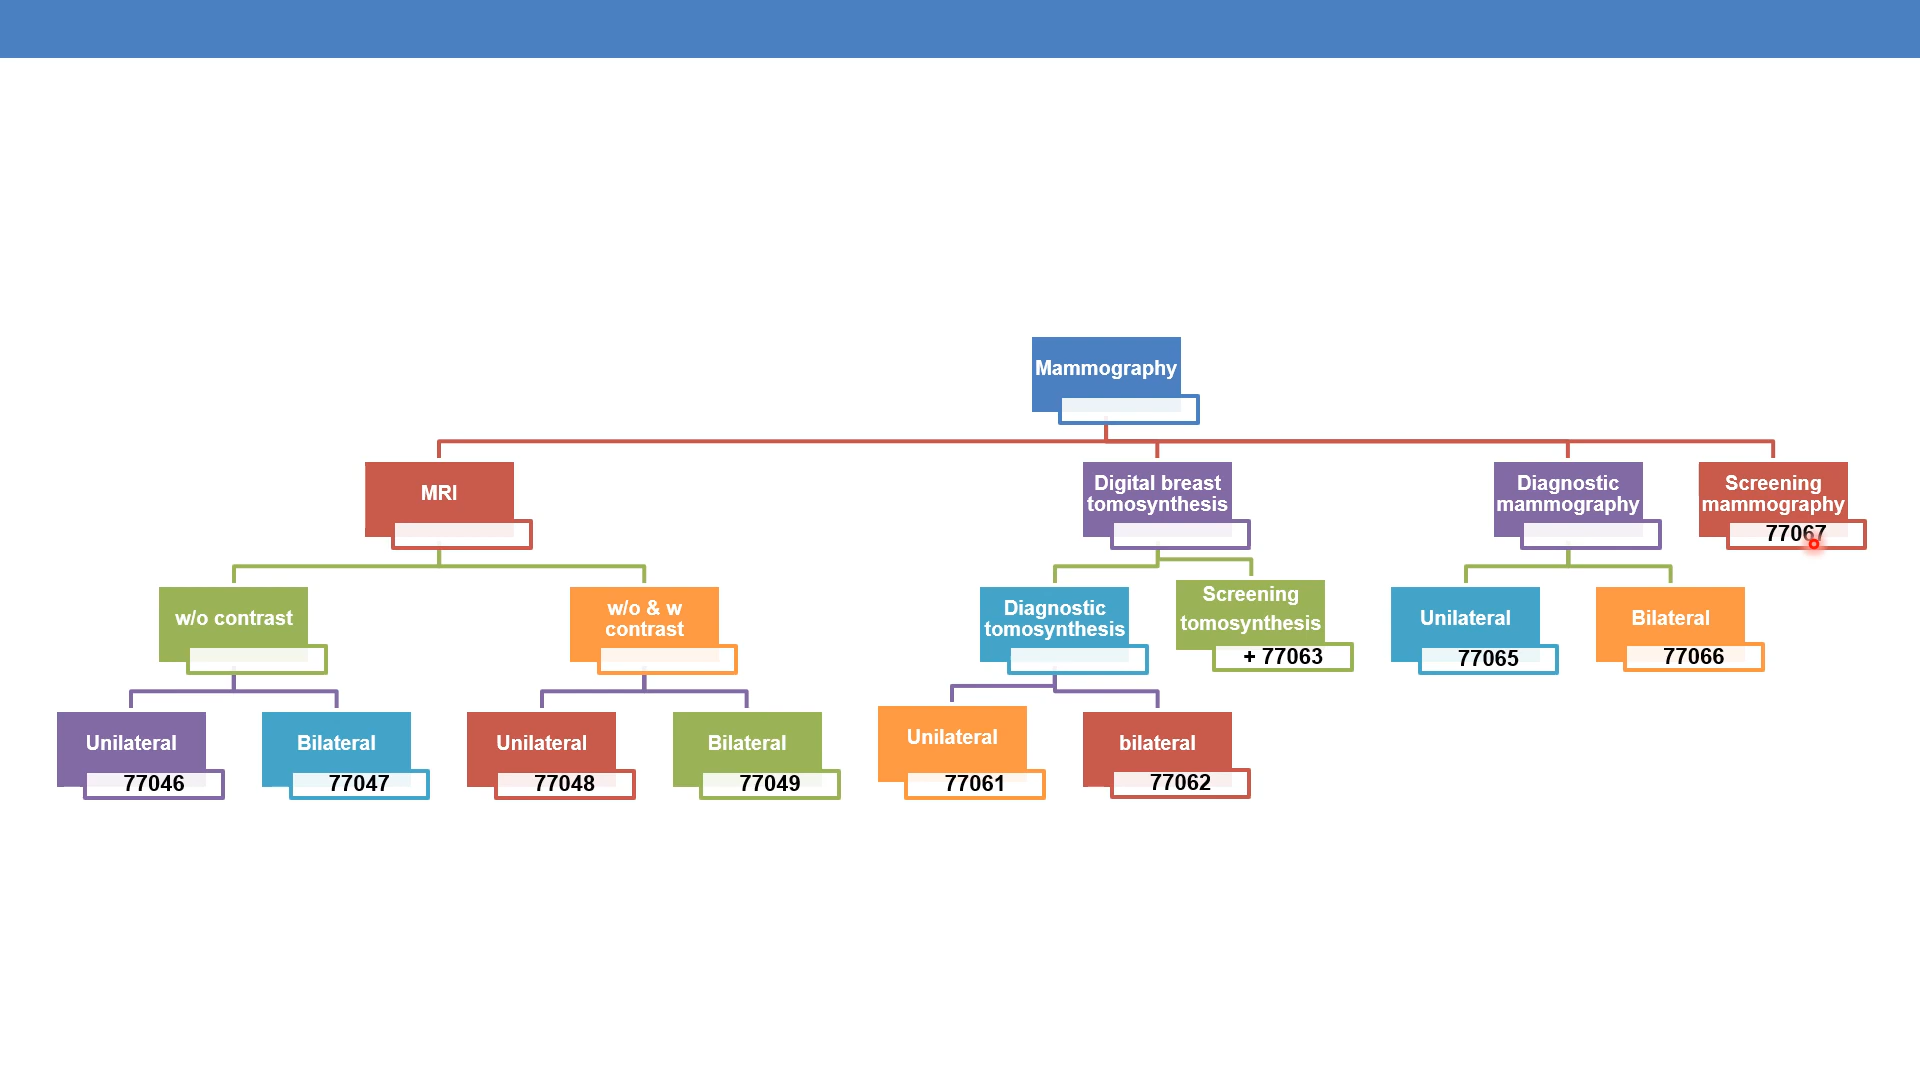 Mammography
MRI
Digital breast
tomosynthesis
Diagnostic
mammography
Screening
mammography
77067
w/o contrast
w/o & w
contrast
Diagnostic
tomosynthesis
Screening
tomosynthesis
+ 77063
Unilateral
77065
Bilateral
77066
Unilateral
77046
Bilateral
77047
Unilateral
77048
Bilateral
77049
Unilateral
77061
bilateral
77062